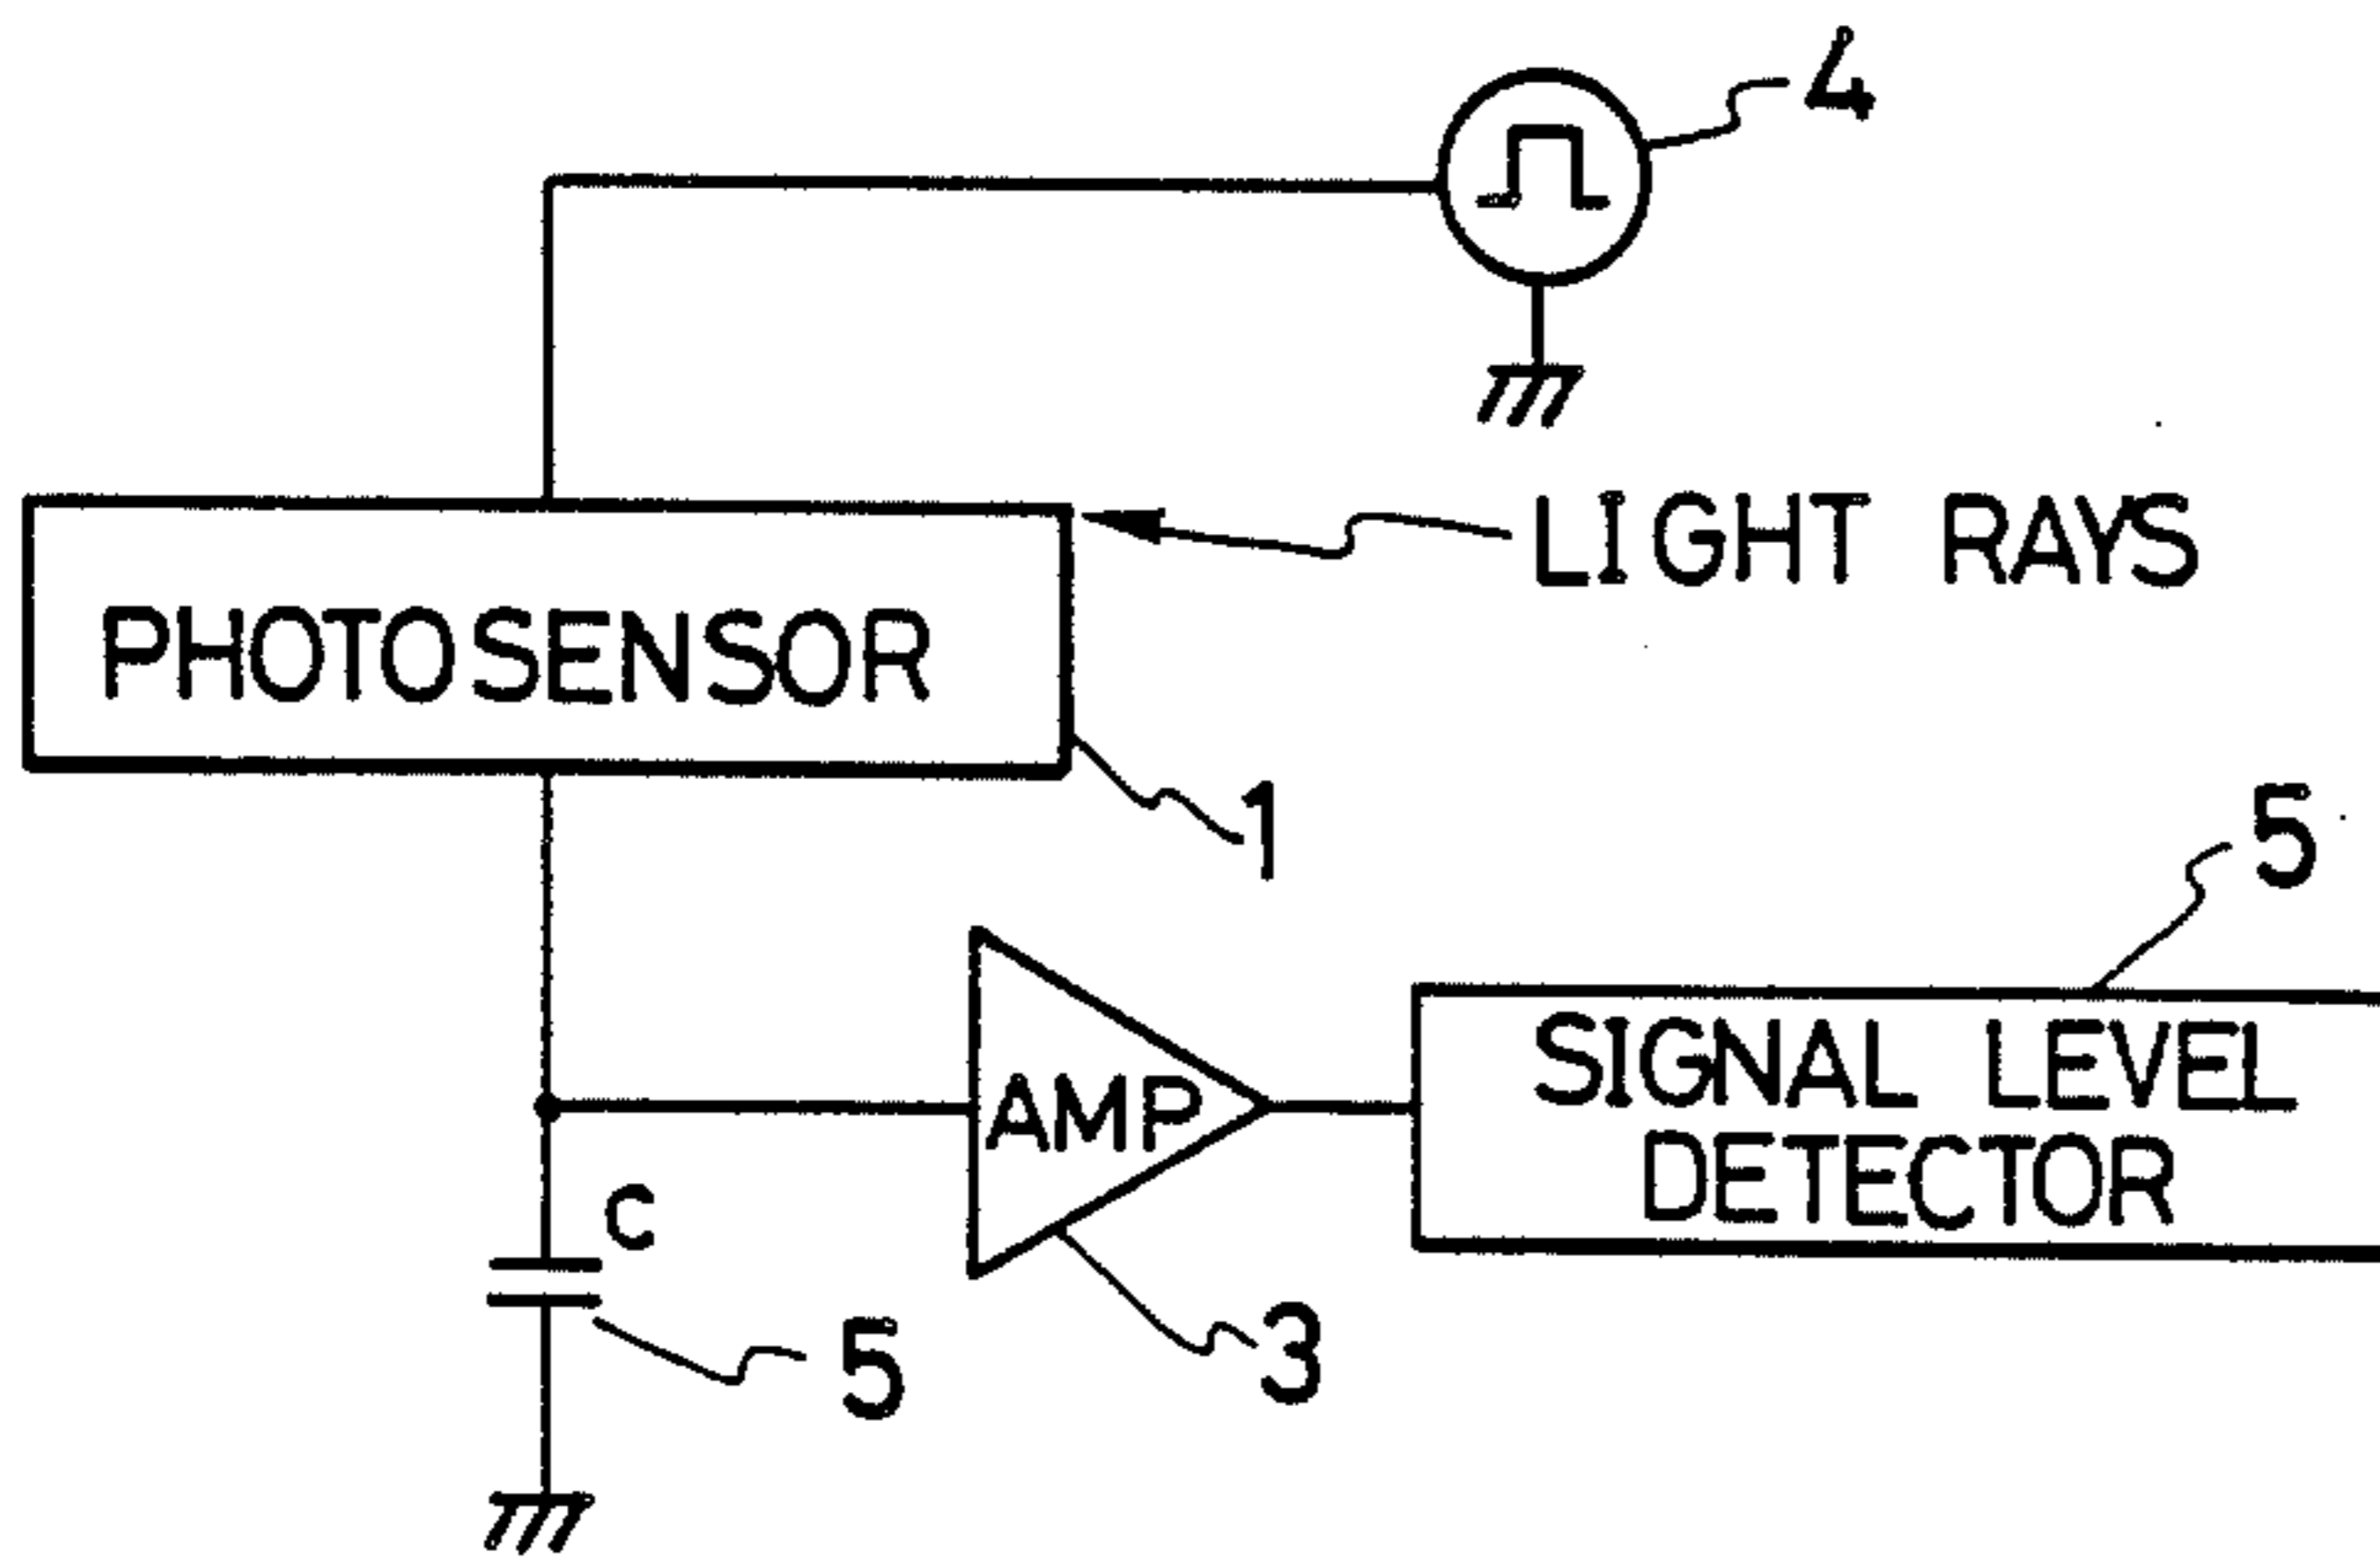 4
LIGHT RAYS
PHOTOSENSOR
1
5
SIGNAL LEVEL
DETECTOR
AMP
C
5
3